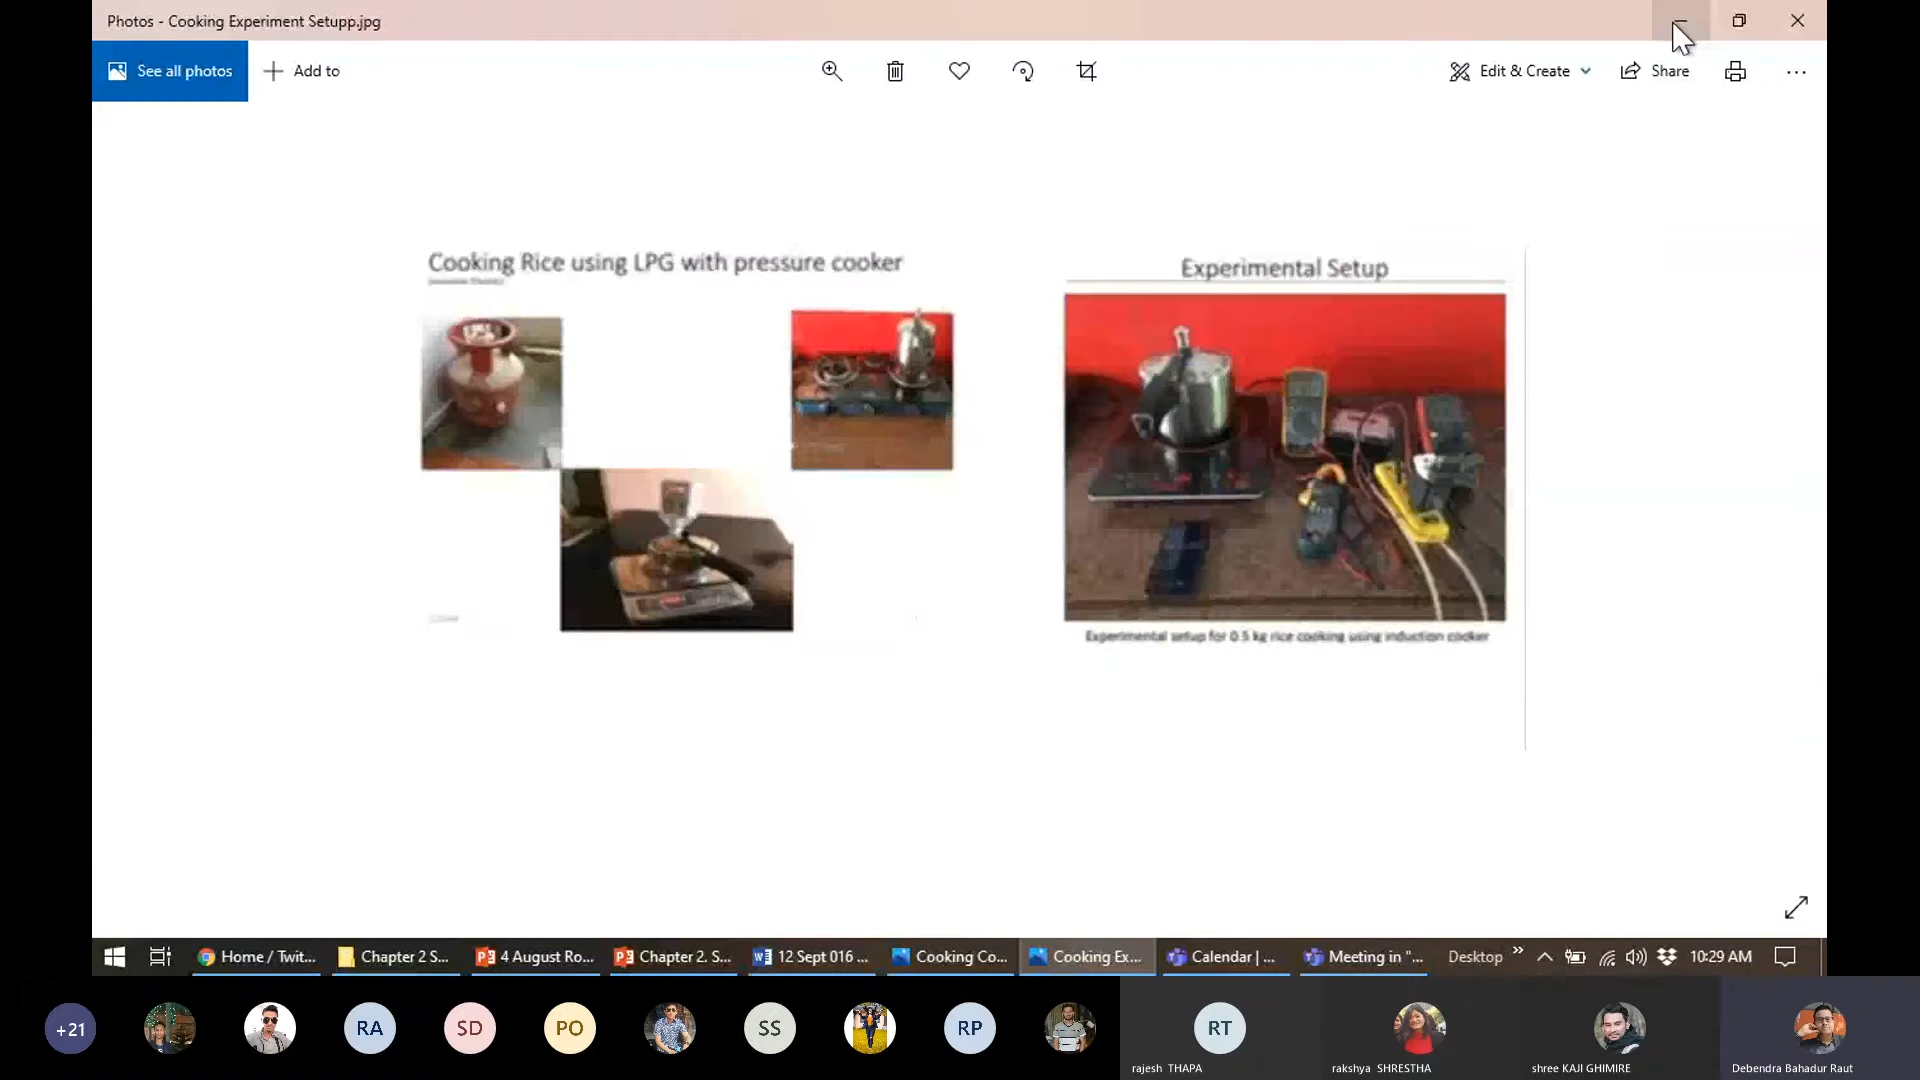 Photos - Cooking Experiment Setupp.jpg
See all photos
Add to
Edit & Create
Share
Cooking Rice using LPG with pressure cooker
Experimental Setup
Experimental setup for 0.5 kg rice cooking using induction cooker
Home / Twit...
Chapter 2 S...
4 August Ro...
Chapter 2. S...
12 Sept 016 ...
Cooking Co...
Cooking Ex...
Calendar | ...
Meeting in "...
Desktop
10:29 AM
+21
RA
SD
PO
SS
RP
RT
rajesh THAPA
rakshya SHRESTHA
shree KAJI GHIMIRE
Debendra Bahadur Raut